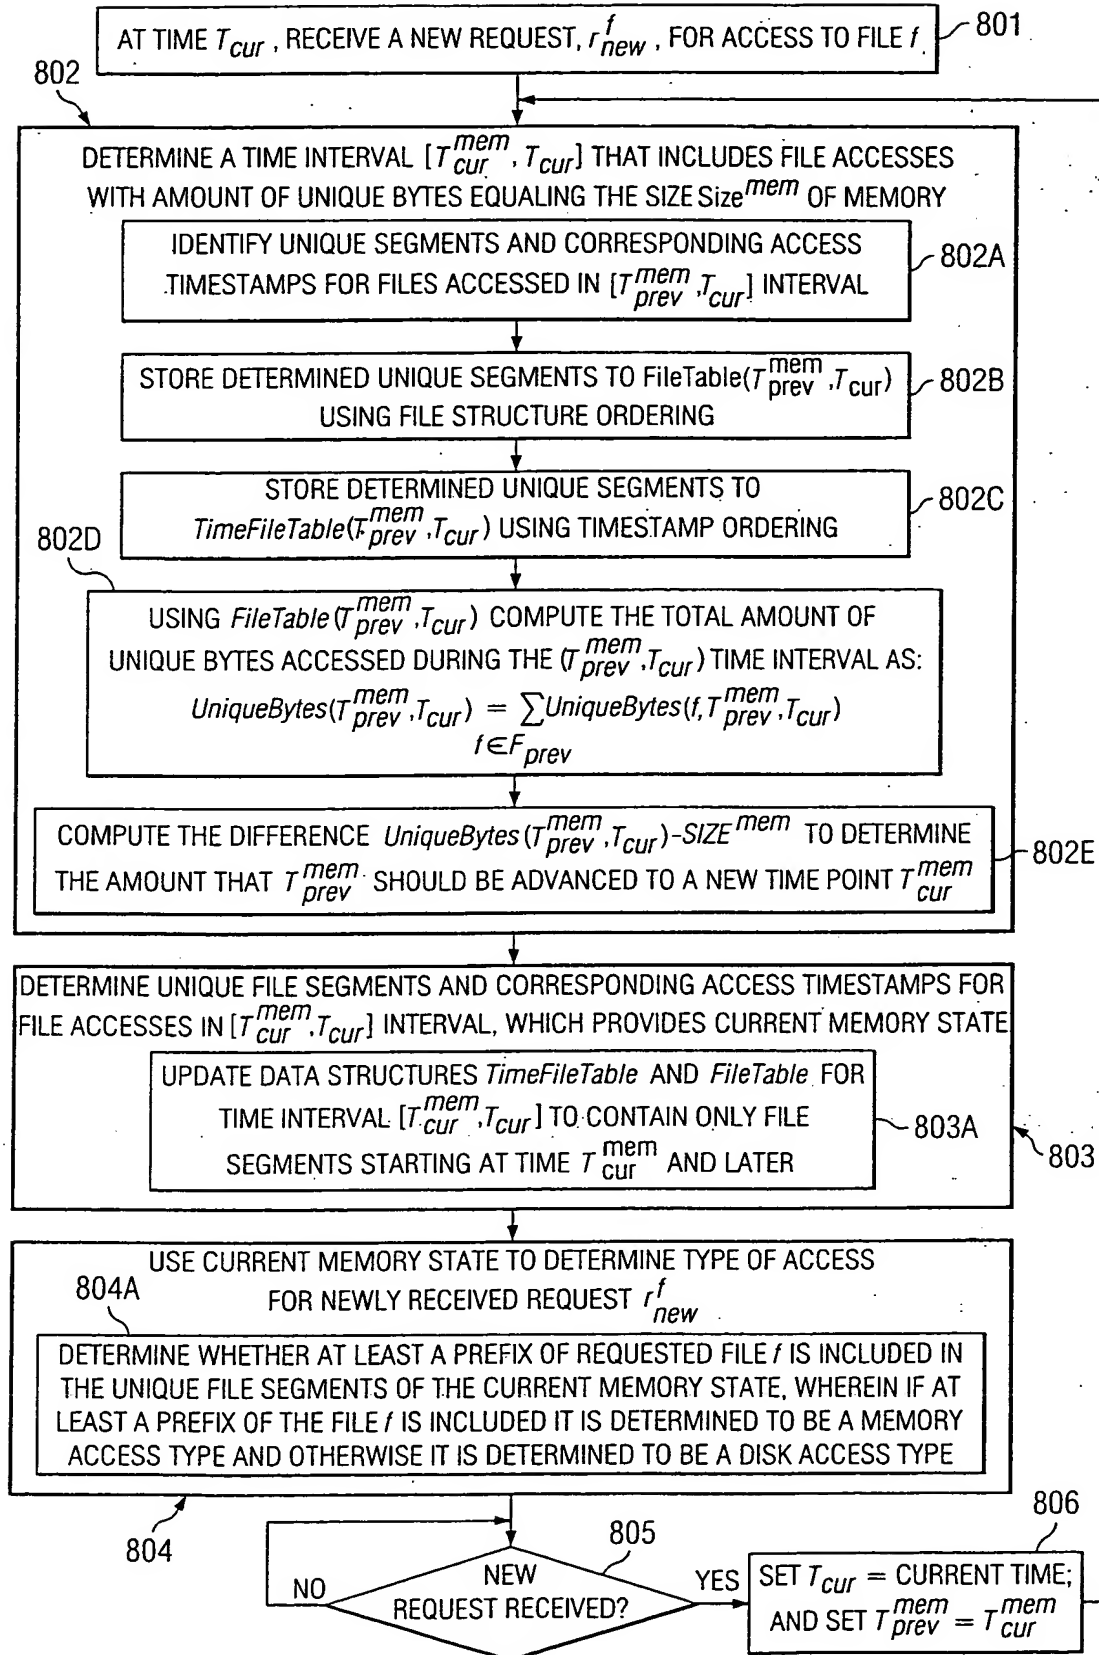 AT TIME T_cur, RECEIVE A NEW REQUEST, r^f_new, FOR ACCESS TO FILE f.
801
802
DETERMINE A TIME INTERVAL [T^mem_cur, T_cur] THAT INCLUDES FILE ACCESSES
WITH AMOUNT OF UNIQUE BYTES EQUALING THE SIZE Size^mem OF MEMORY
IDENTIFY UNIQUE SEGMENTS AND CORRESPONDING ACCESS
TIMESTAMPS FOR FILES ACCESSED IN [T^mem_prev, T_cur] INTERVAL
802A
STORE DETERMINED UNIQUE SEGMENTS TO FileTable(T^mem_prev, T_cur)
USING FILE STRUCTURE ORDERING
802B
STORE DETERMINED UNIQUE SEGMENTS TO
TimeFileTable(T^mem_prev, T_cur) USING TIMESTAMP ORDERING
802C
802D
USING FileTable(T^mem_prev, T_cur) COMPUTE THE TOTAL AMOUNT OF
UNIQUE BYTES ACCESSED DURING THE (T^mem_prev, T_cur) TIME INTERVAL AS:
UniqueBytes(T^mem_prev, T_cur) = ∑UniqueBytes(f, T^mem_prev, T_cur)
f∈F_prev
COMPUTE THE DIFFERENCE UniqueBytes(T^mem_prev, T_cur)-SIZE^mem TO DETERMINE
THE AMOUNT THAT T^mem_prev SHOULD BE ADVANCED TO A NEW TIME POINT T^mem_cur
802E
DETERMINE UNIQUE FILE SEGMENTS AND CORRESPONDING ACCESS TIMESTAMPS FOR
FILE ACCESSES IN [T^mem_cur, T_cur] INTERVAL, WHICH PROVIDES CURRENT MEMORY STATE
UPDATE DATA STRUCTURES TimeFileTable AND FileTable FOR
TIME INTERVAL [T^mem_cur, T_cur] TO CONTAIN ONLY FILE
SEGMENTS STARTING AT TIME T^mem_cur AND LATER
803A
803
USE CURRENT MEMORY STATE TO DETERMINE TYPE OF ACCESS
FOR NEWLY RECEIVED REQUEST r^f_new
804A
DETERMINE WHETHER AT LEAST A PREFIX OF REQUESTED FILE f IS INCLUDED IN
THE UNIQUE FILE SEGMENTS OF THE CURRENT MEMORY STATE, WHEREIN IF AT
LEAST A PREFIX OF THE FILE f IS INCLUDED IT IS DETERMINED TO BE A MEMORY
ACCESS TYPE AND OTHERWISE IT IS DETERMINED TO BE A DISK ACCESS TYPE
804
805
NEW
REQUEST RECEIVED?
NO
YES
806
SET T_cur = CURRENT TIME;
AND SET T^mem_prev = T^mem_cur